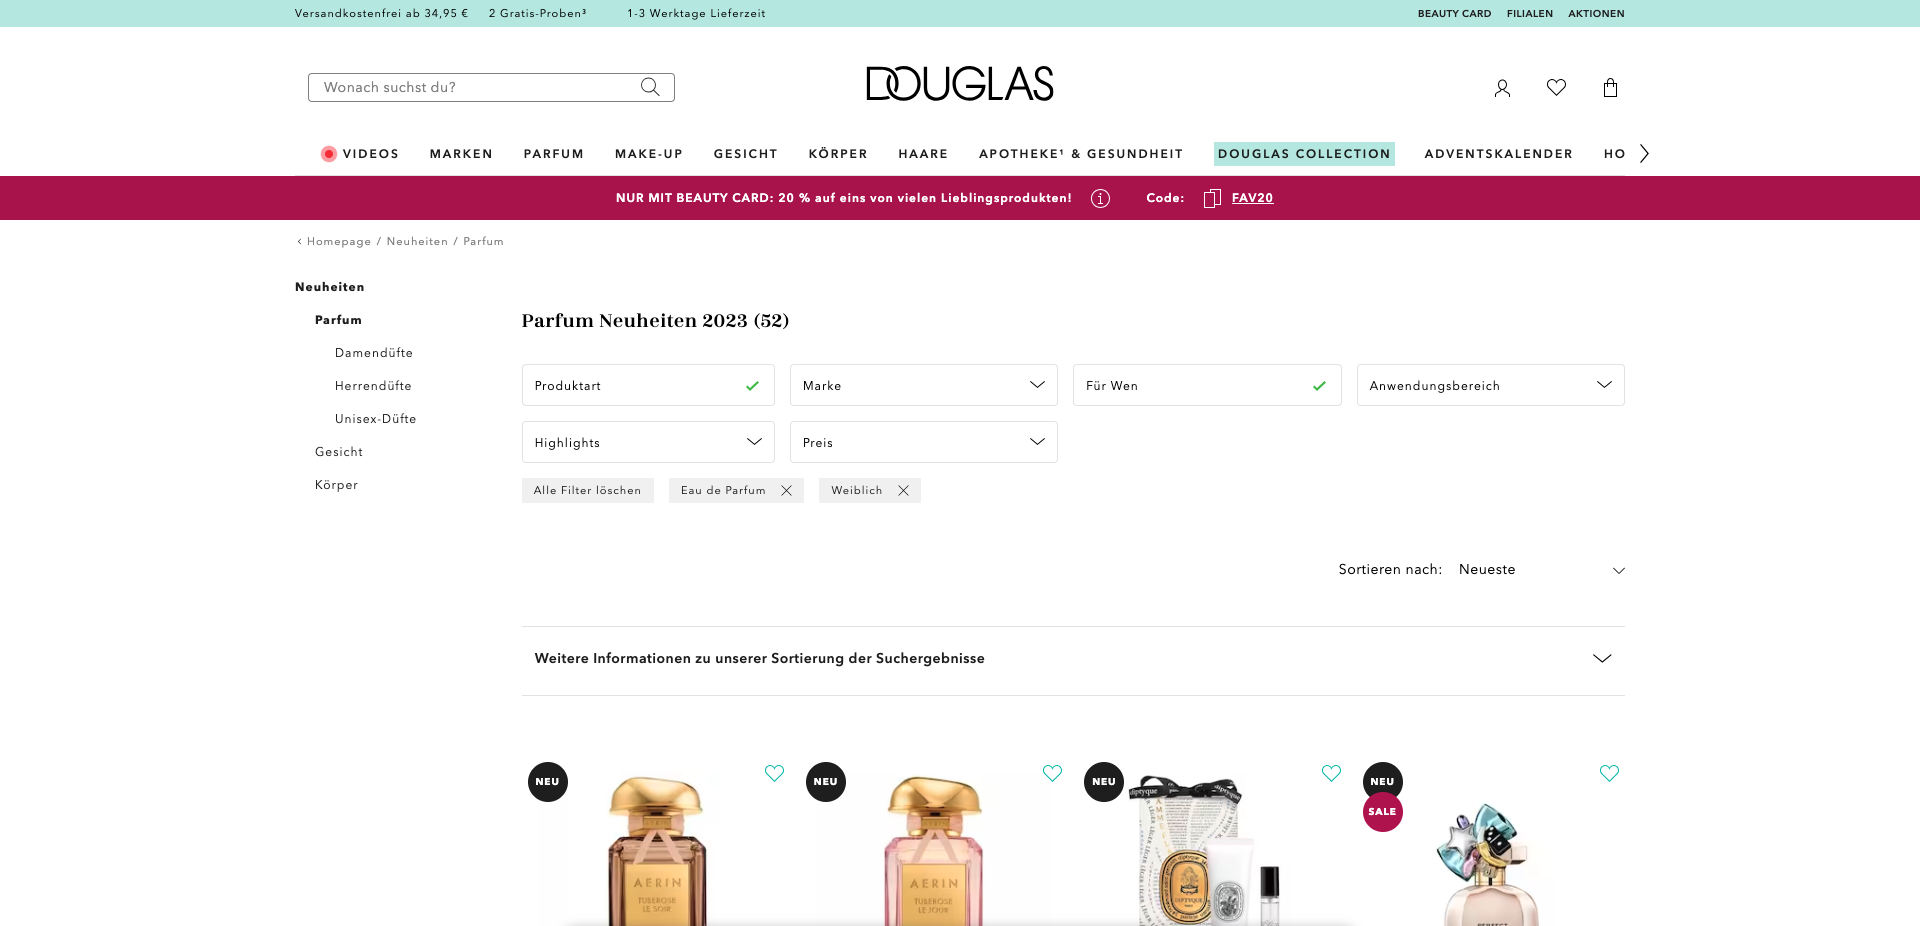 Versandkostenfrei ab 34,95 € 2 Gratis-Proben³ 1-3 Werktage Lieferzeit BEAUTY CARD FILIALEN AKTIONEN
Wonach suchst du?
DOUGLAS
VIDEOS MARKEN PARFUM MAKE-UP GESICHT KÖRPER HAARE APOTHEKE¹ & GESUNDHEIT DOUGLAS COLLECTION ADVENTSKALENDER HO
NUR MIT BEAUTY CARD: 20 % auf eins von vielen Lieblingsprodukten! Code: FAV20
‹ Homepage / Neuheiten / Parfum
Neuheiten
Parfum
Damendüfte
Herrendüfte
Unisex-Düfte
Gesicht
Körper
Parfum Neuheiten 2023 (52)
Produktart Marke Für Wen Anwendungsbereich
Highlights Preis
Alle Filter löschen Eau de Parfum Weiblich
Sortieren nach: Neueste
Weitere Informationen zu unserer Sortierung der Suchergebnisse
NEU NEU NEU NEU
SALE
AERIN
TUBEROSE
LE SOIR
AERIN
TUBEROSE
LE JOUR
diptyque
diptyque
DIPTYQUE
PERFECT